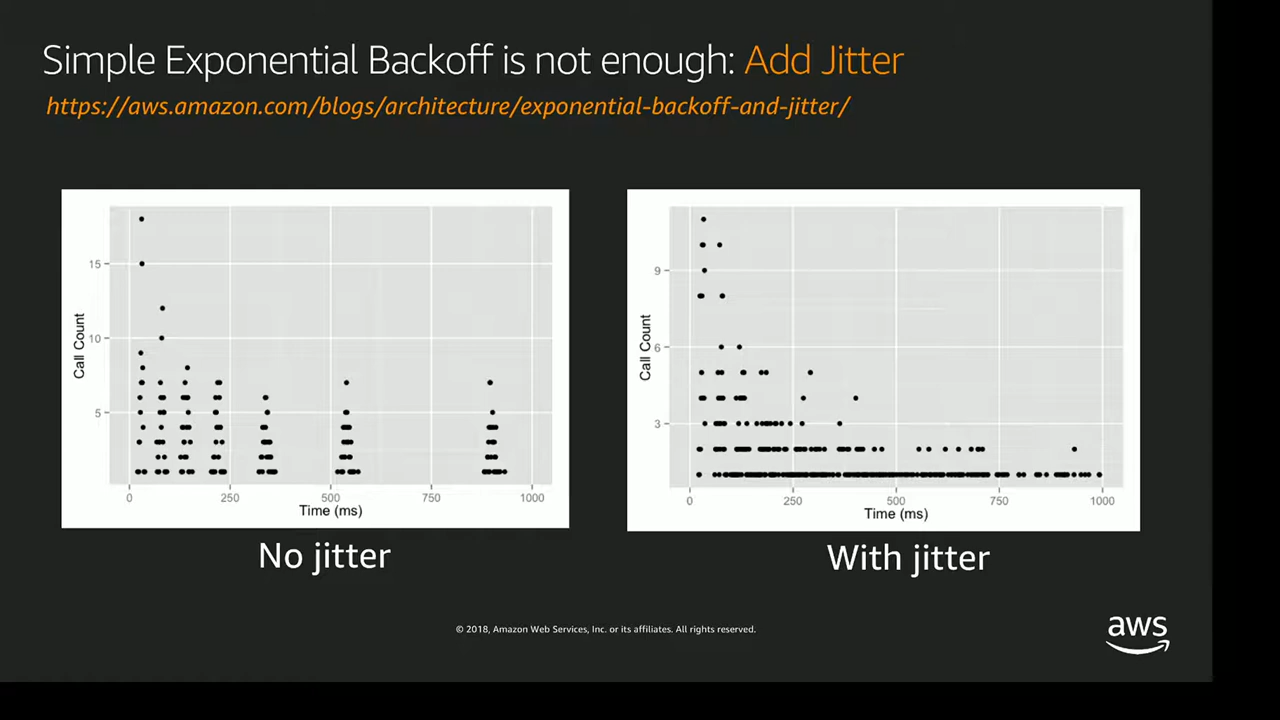 Simple Exponential Backoff is not enough: Add Jitter
https://aws.amazon.com/blogs/architecture/exponential-backoff-and-jitter/
Call Count
15
10
5
0 250 500 750 1000
Time (ms)
No jitter
Call Count
9
6
3
0 250 500 750 1000
Time (ms)
With jitter
© 2018, Amazon Web Services, Inc. or its affiliates. All rights reserved.
aws